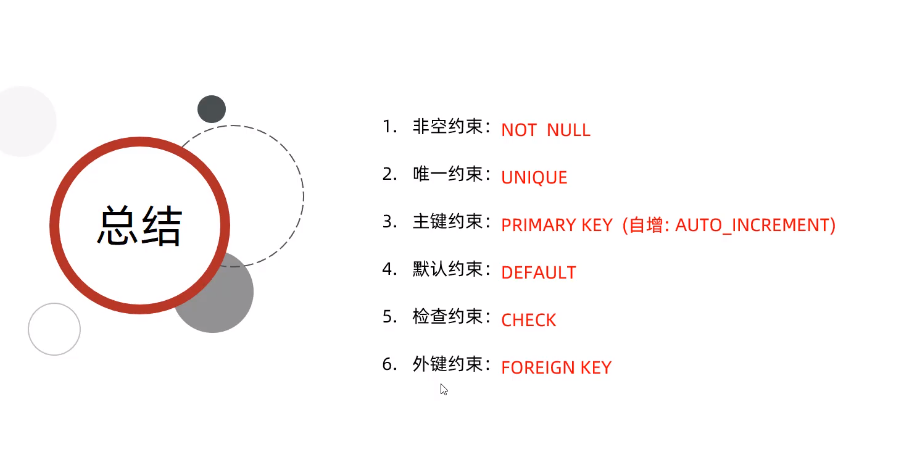 总结
1. 非空约束：NOT NULL
2. 唯一约束：UNIQUE
3. 主键约束：PRIMARY KEY (自增: AUTO_INCREMENT)
4. 默认约束：DEFAULT
5. 检查约束：CHECK
6. 外键约束：FOREIGN KEY